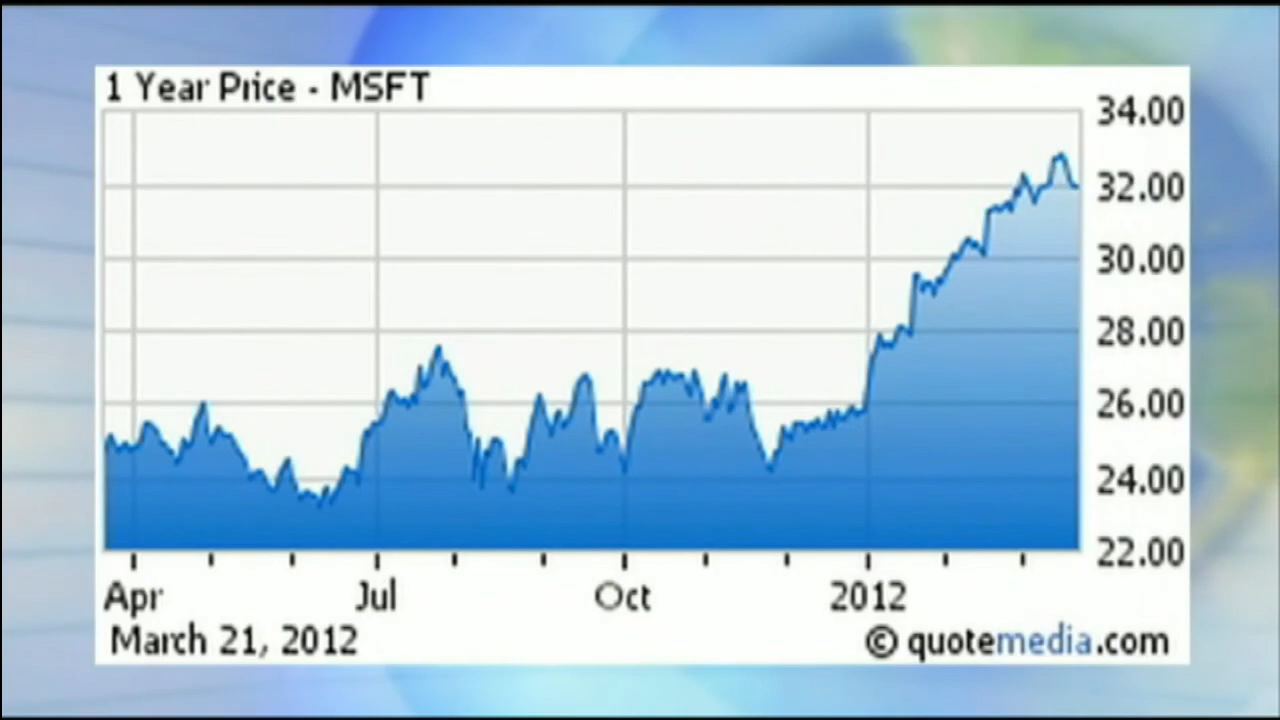 1 Year Price - MSFT
34.00
32.00
30.00
28.00
26.00
24.00
22.00
Apr Jul Oct 2012
March 21, 2012 © quotemedia.com